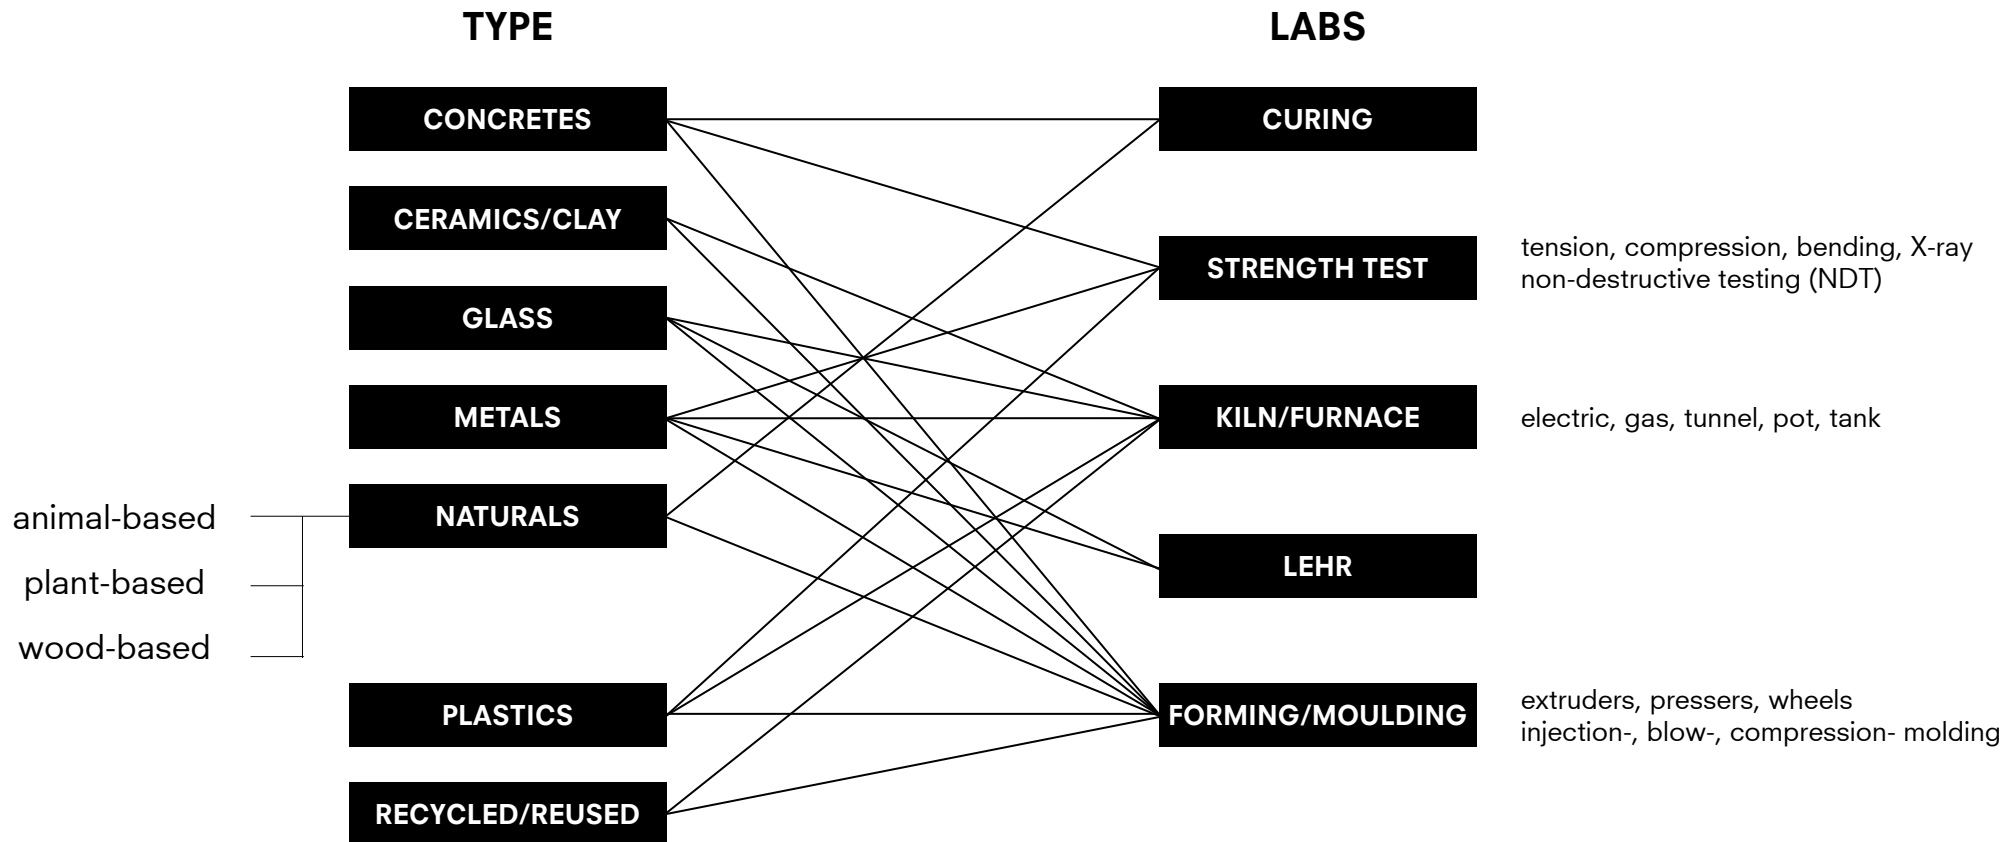 TYPE
LABS
CONCRETES
CURING
CERAMICS/CLAY
STRENGTH TEST
tension, compression, bending, X-ray
non-destructive testing (NDT)
GLASS
METALS
KILN/FURNACE
electric, gas, tunnel, pot, tank
NATURALS
animal-based
plant-based
wood-based
LEHR
PLASTICS
FORMING/MOULDING
extruders, pressers, wheels
injection-, blow-, compression- molding
RECYCLED/REUSED